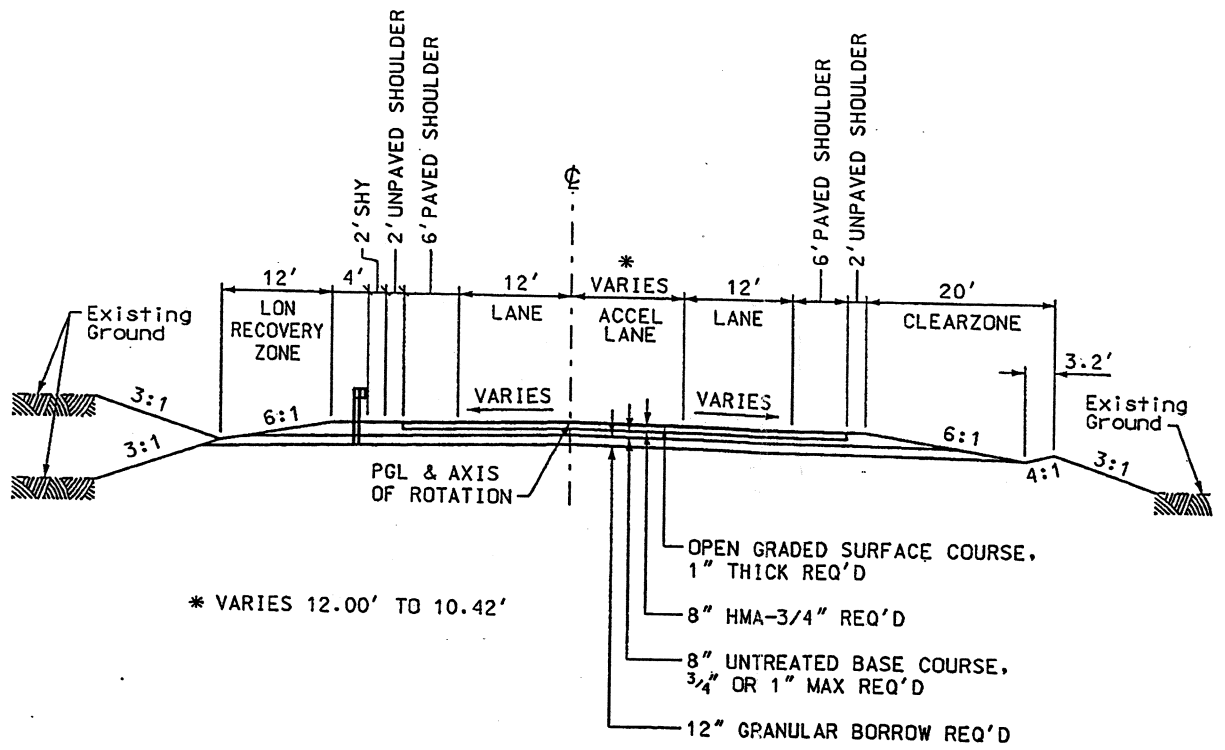 2' SHY
2' UNPAVED SHOULDER
6' PAVED SHOULDER
6' PAVED SHOULDER
2' UNPAVED SHOULDER
℄
12'
4'
12'
*
VARIES
12'
20'
LON
RECOVERY
ZONE
LANE
ACCEL
LANE
LANE
CLEARZONE
Existing
Ground
3.2'
3:1
6:1
3:1
VARIES
VARIES
6:1
4:1
3:1
Existing
Ground
PGL & AXIS
OF ROTATION
OPEN GRADED SURFACE COURSE,
1" THICK REQ'D
* VARIES 12.00' TO 10.42'
8" HMA-3/4" REQ'D
8" UNTREATED BASE COURSE,
3/4" OR 1" MAX REQ'D
12" GRANULAR BORROW REQ'D